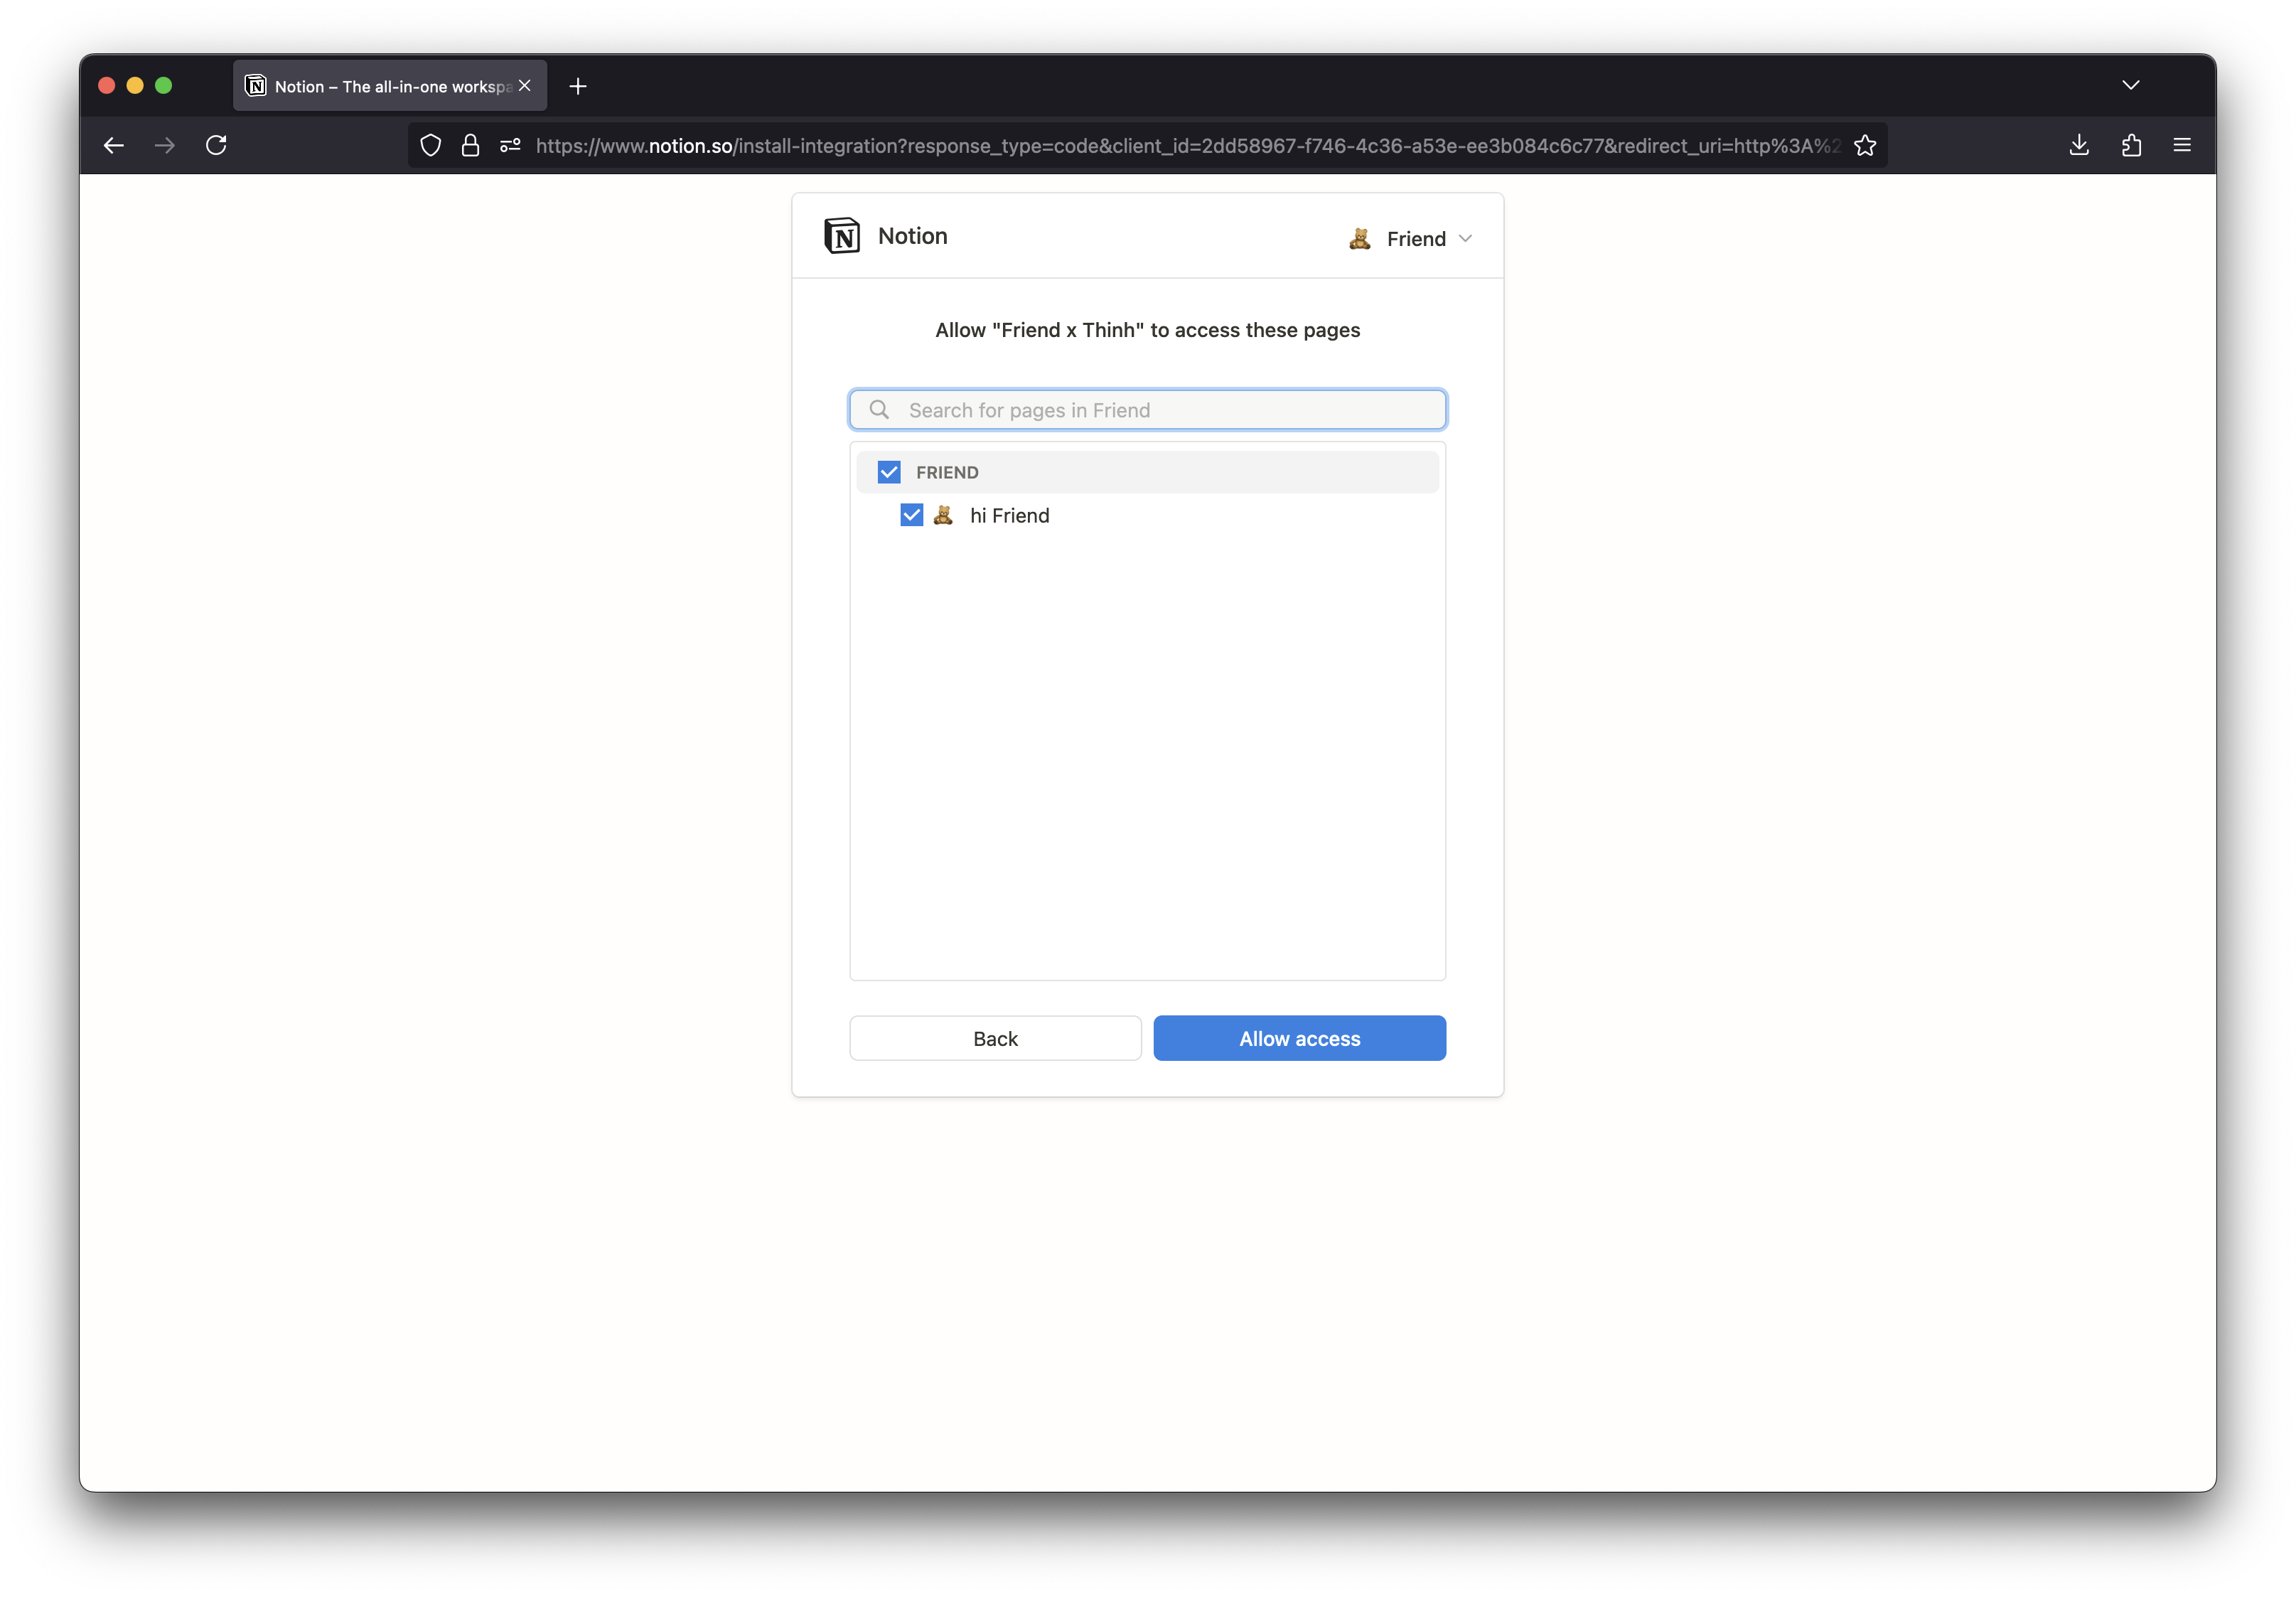 Notion – The all-in-one workspa
https://www.notion.so/install-integration?response_type=code&client_id=2dd58967-f746-4c36-a53e-ee3b084c6c77&redirect_uri=http%3A%2
Notion
Friend
Allow "Friend x Thinh" to access these pages
Search for pages in Friend
FRIEND
hi Friend
Back
Allow access